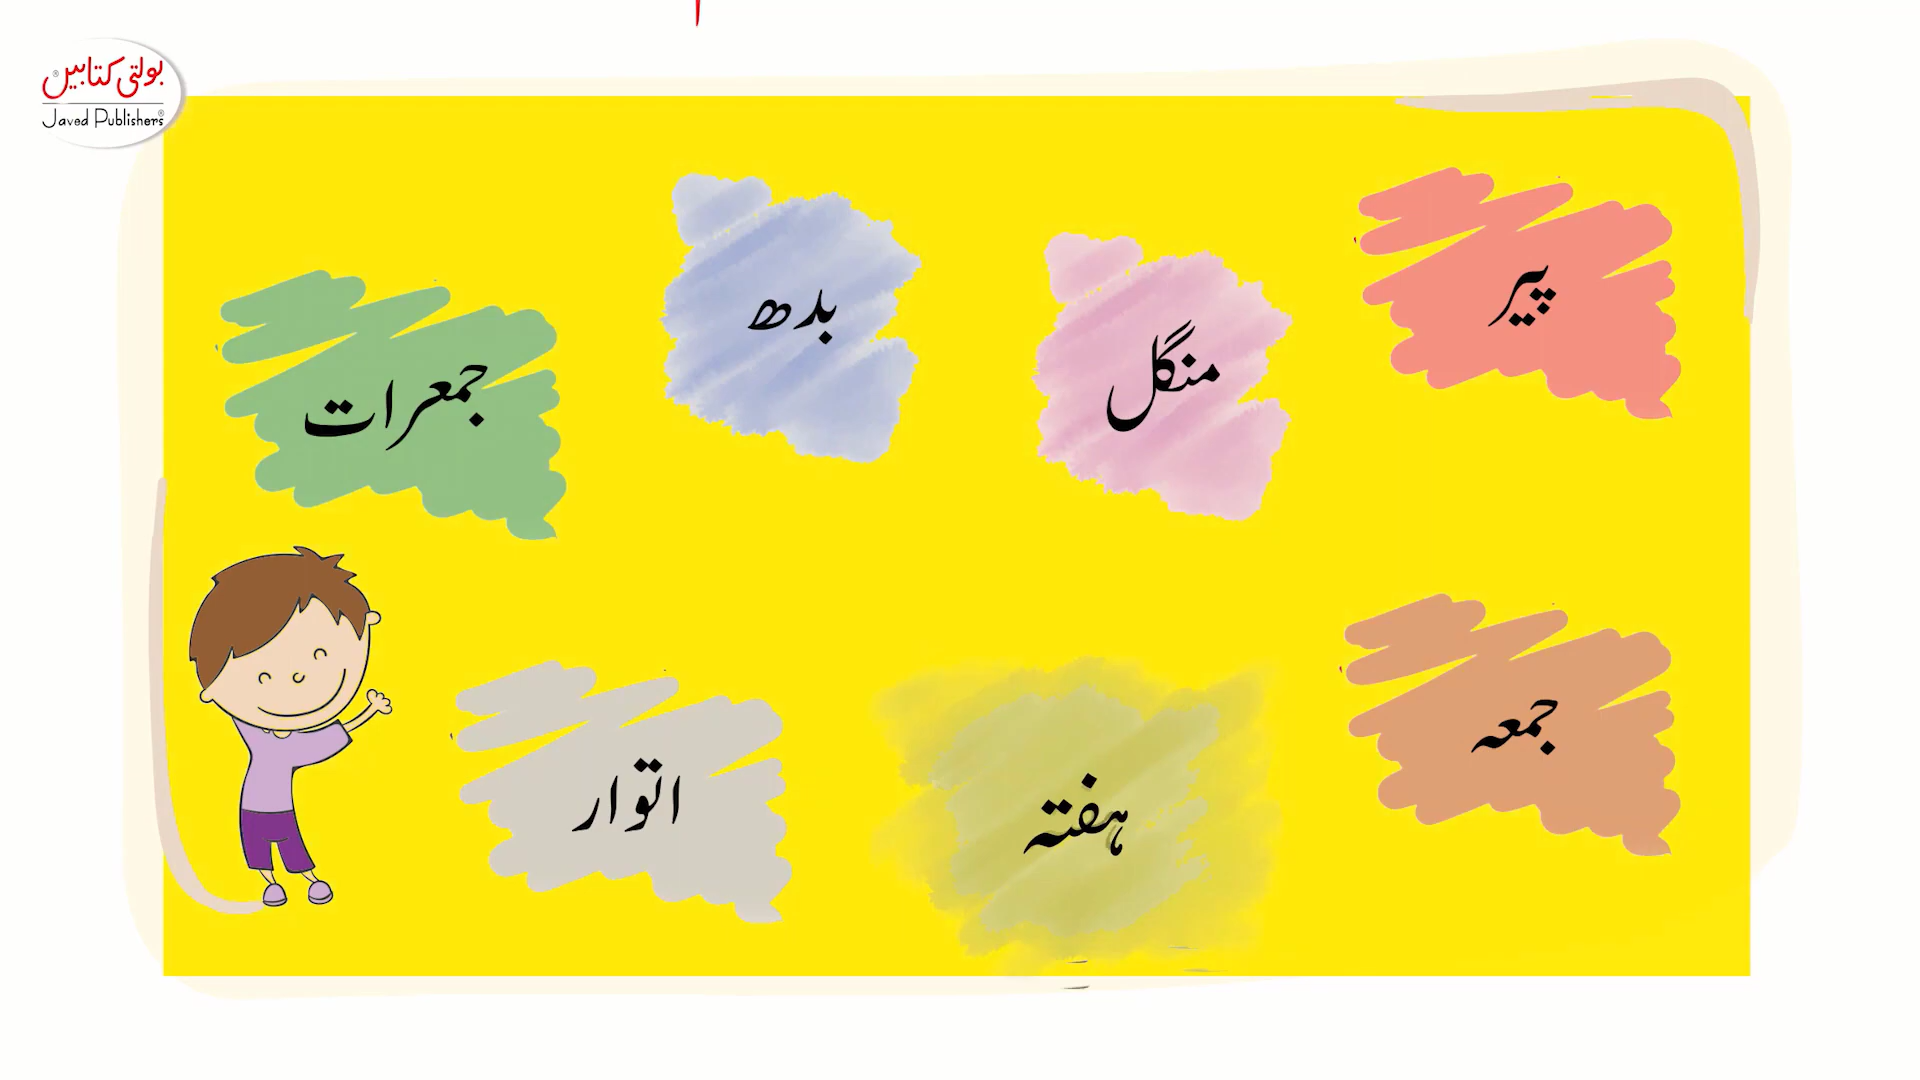 بولتی کتابیں
Javed Publishers
پیر
منگل
بدھ
جمعرات
جمعہ
ہفتہ
اتوار